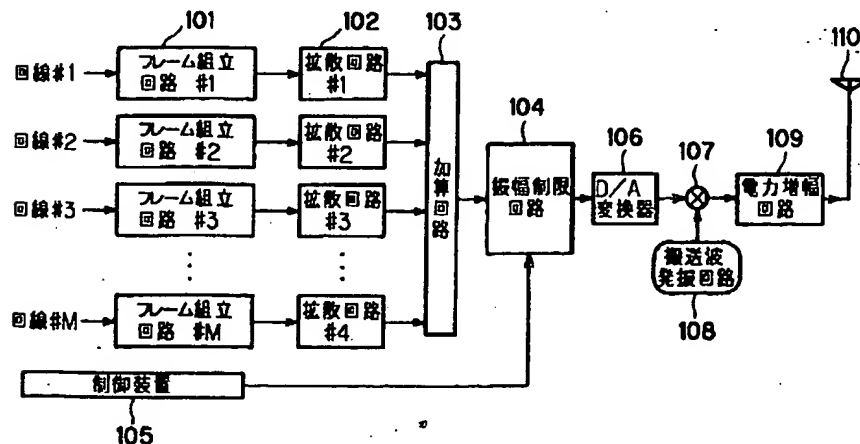 101
102
103
110
回線#1
フレーム組立
回路 #1
拡散回路
#1
104
106
107
109
回線#2
フレーム組立
回路 #2
拡散回路
#2
加算回路
振幅制限
回路
D/A
変換器
電力増幅
回路
回線#3
フレーム組立
回路 #3
拡散回路
#3
搬送波
発振回路
108
回線#M
フレーム組立
回路 #M
拡散回路
#4
制御装置
105